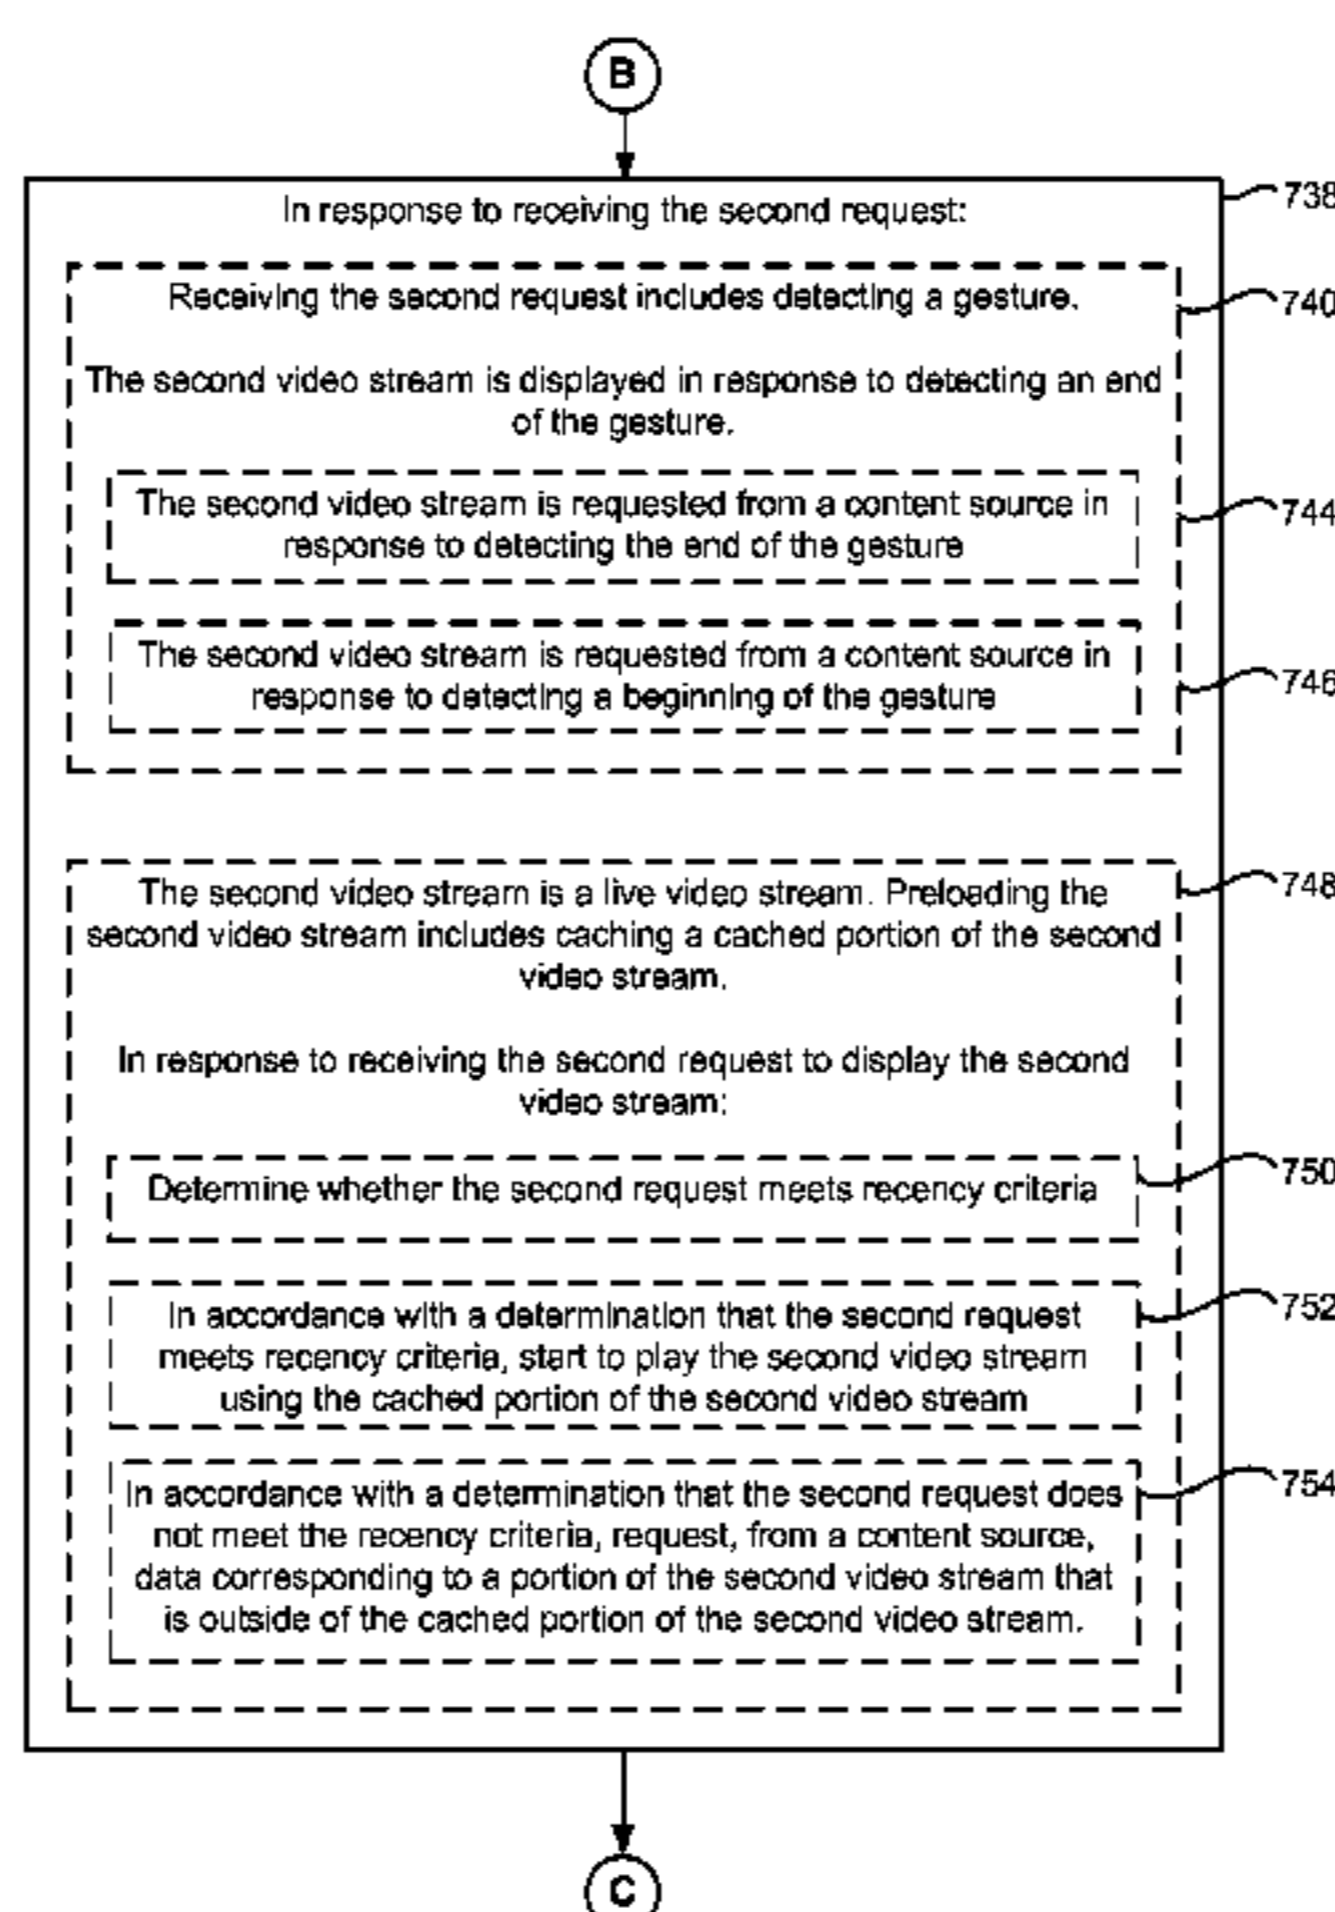 B
738
In response to receiving the second request:
740
Receiving the second request includes detecting a gesture.
The second video stream is displayed in response to detecting an end
of the gesture.
744
The second video stream is requested from a content source in
response to detecting the end of the gesture
746
The second video stream is requested from a content source in
response to detecting a beginning of the gesture
748
The second video stream is a live video stream. Preloading the
second video stream includes caching a cached portion of the second
video stream.
In response to receiving the second request to display the second
video stream:
750
Determine whether the second request meets recency criteria
752
In accordance with a determination that the second request
meets recency criteria, start to play the second video stream
using the cached portion of the second video stream
754
In accordance with a determination that the second request does
not meet the recency criteria, request, from a content source,
data corresponding to a portion of the second video stream that
is outside of the cached portion of the second video stream.
C